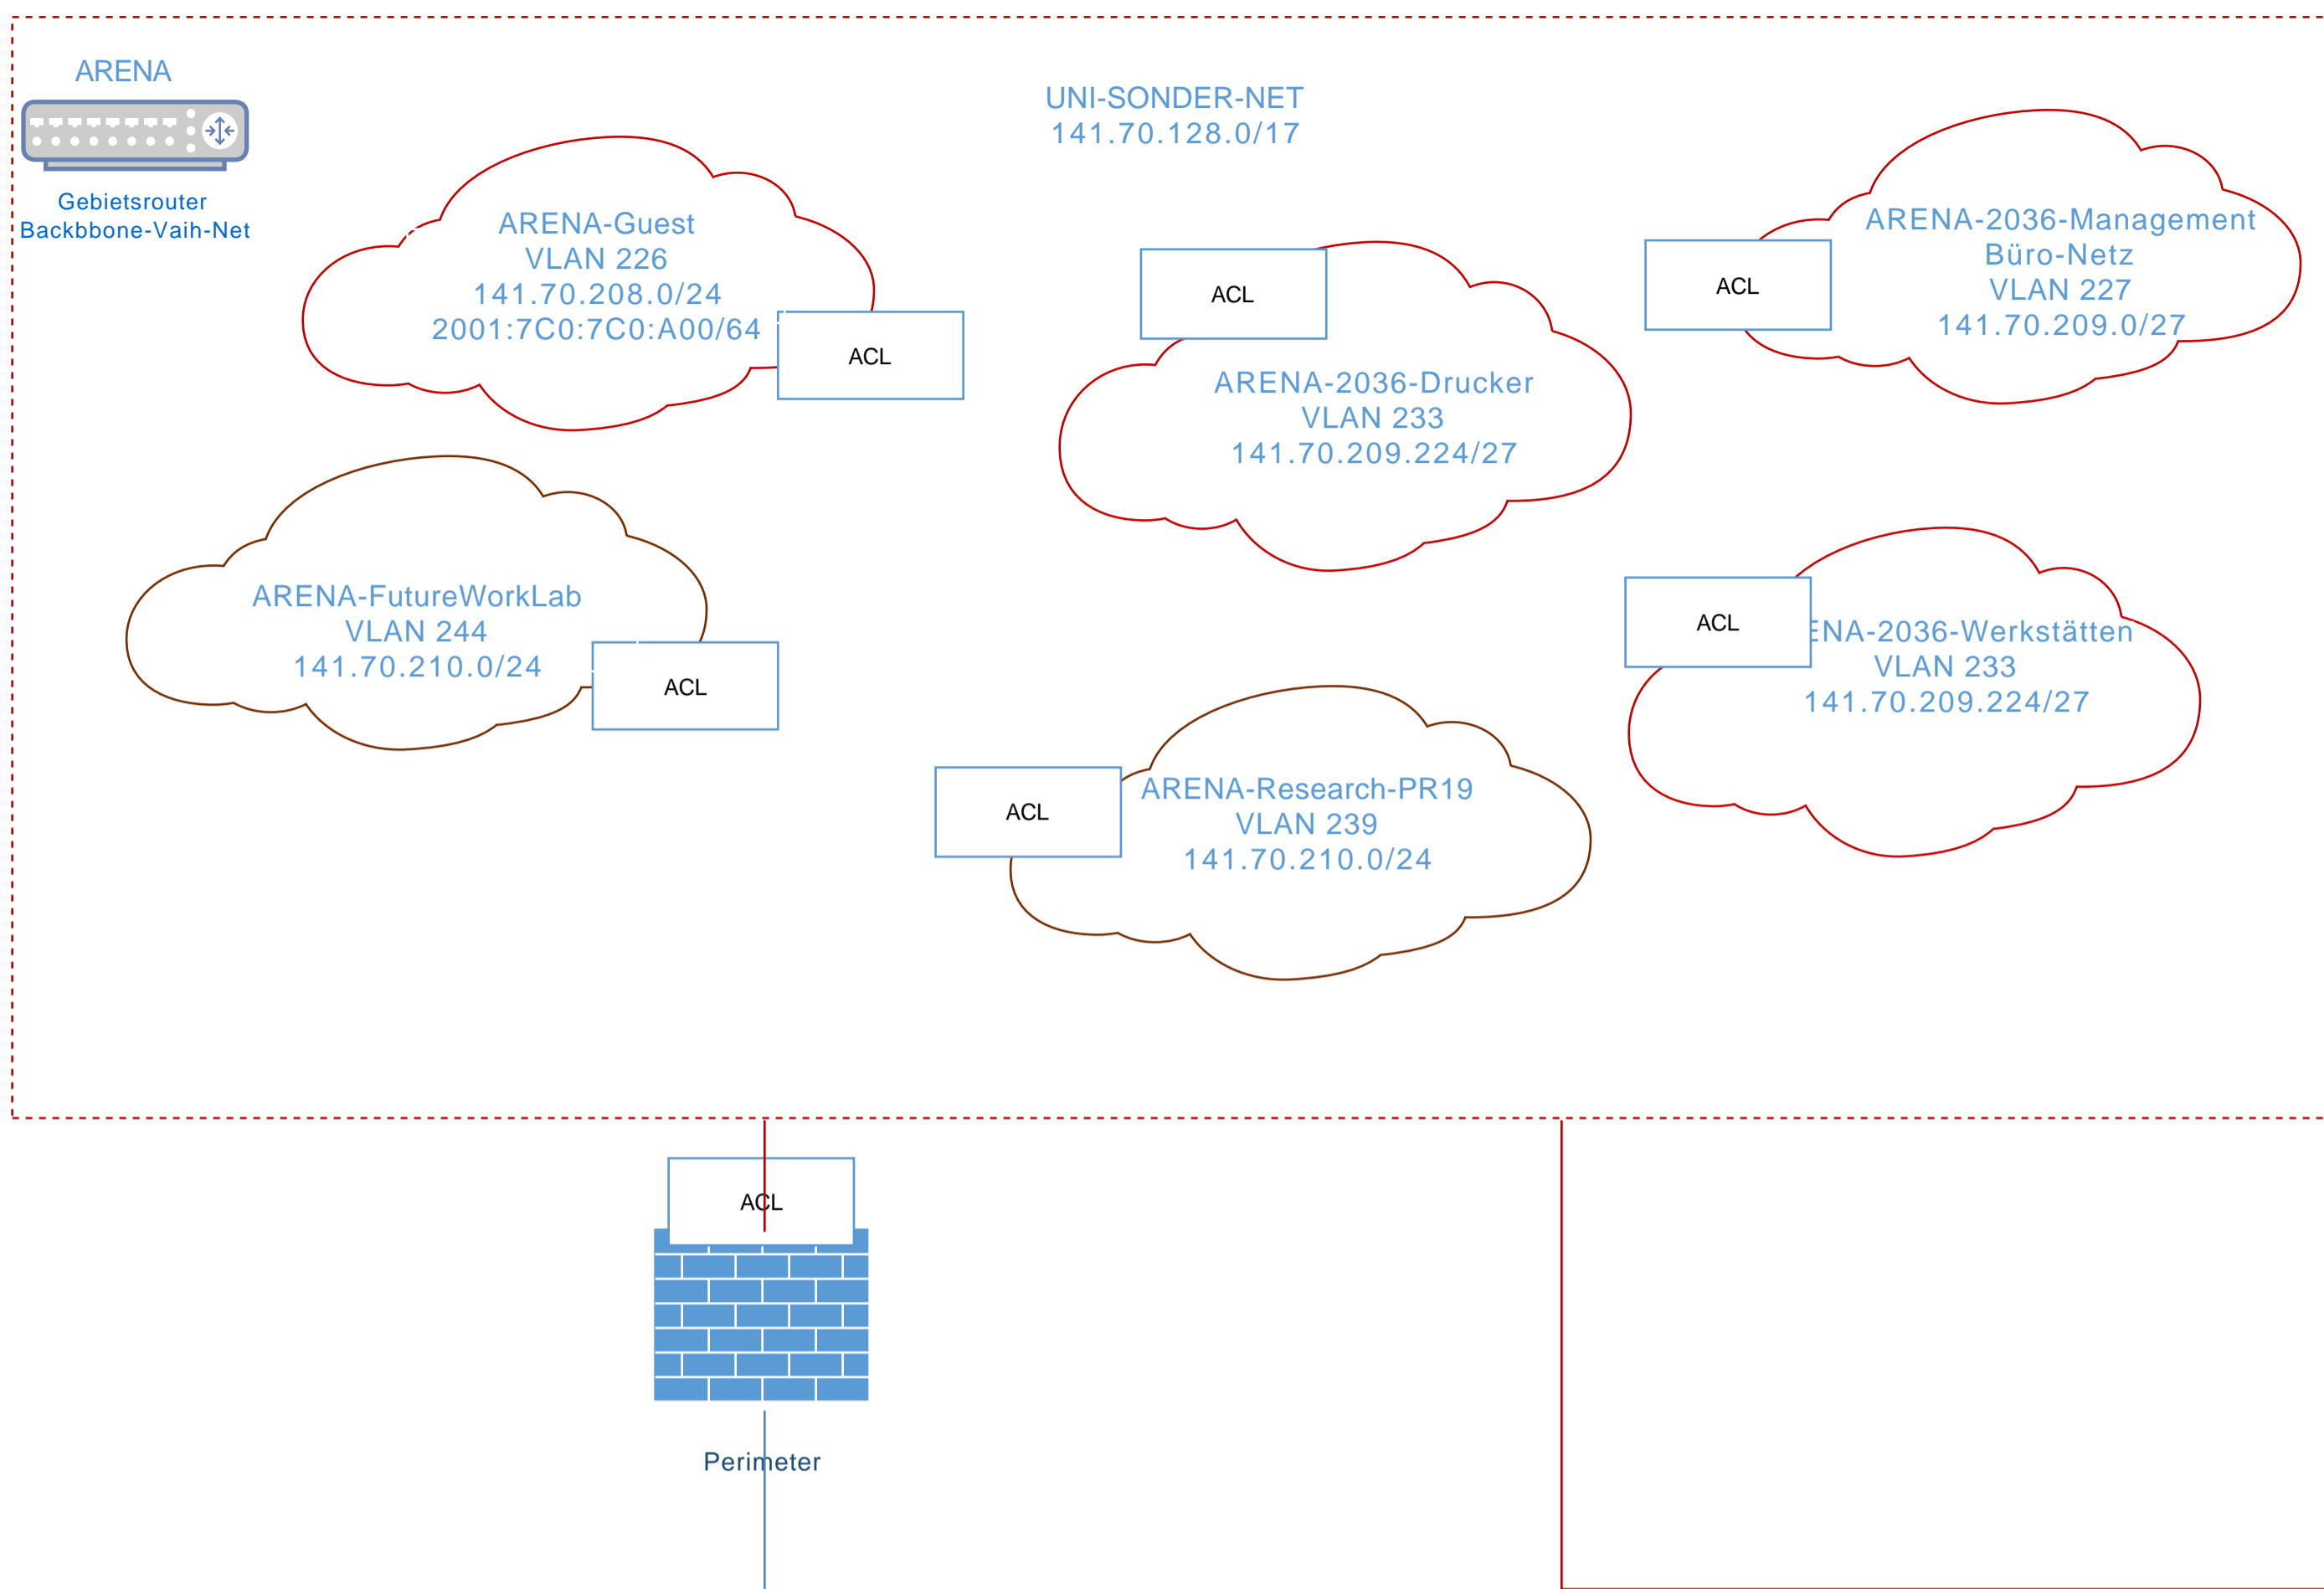 ARENA
Gebietsrouter
Backbbone-Vaih-Net
UNI-SONDER-NET
141.70.128.0/17
ARENA-Guest
VLAN 226
141.70.208.0/24
2001:7C0:7C0:A00/64
ACL
ACL
ARENA-2036-Drucker
VLAN 233
141.70.209.224/27
ACL
ARENA-2036-Management
Büro-Netz
VLAN 227
141.70.209.0/27
ARENA-FutureWorkLab
VLAN 244
141.70.210.0/24
ACL
ACL
ENA-2036-Werkstätten
VLAN 233
141.70.209.224/27
ACL
ARENA-Research-PR19
VLAN 239
141.70.210.0/24
ACL
Perimeter